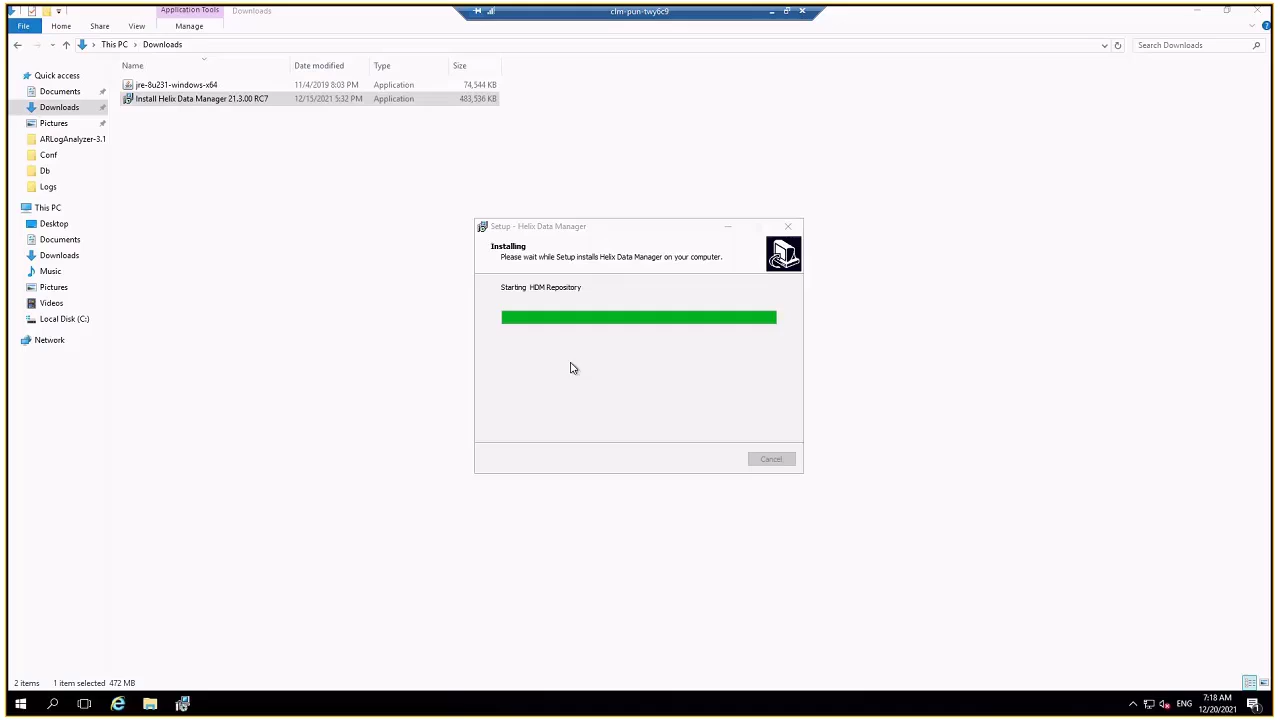 Application Tools
Downloads
clm-pun-twy6c9
File
Home
Share
View
Manage
This PC
Downloads
Search Downloads
Name
Date modified
Type
Size
jre-8u231-windows-x64
11/4/2019 8:03 PM
Application
74,544 KB
Install Helix Data Manager 21.3.00 RC7
12/15/2021 5:32 PM
Application
483,536 KB
Quick access
Documents
Downloads
Pictures
ARLogAnalyzer-3.1
Conf
Db
Logs
This PC
Desktop
Documents
Downloads
Music
Pictures
Videos
Local Disk (C:)
Network
Setup - Helix Data Manager
Installing
Please wait while Setup installs Helix Data Manager on your computer.
Starting HDM Repository
Cancel
2 items
1 item selected
472 MB
ENG
7:18 AM
12/20/2021